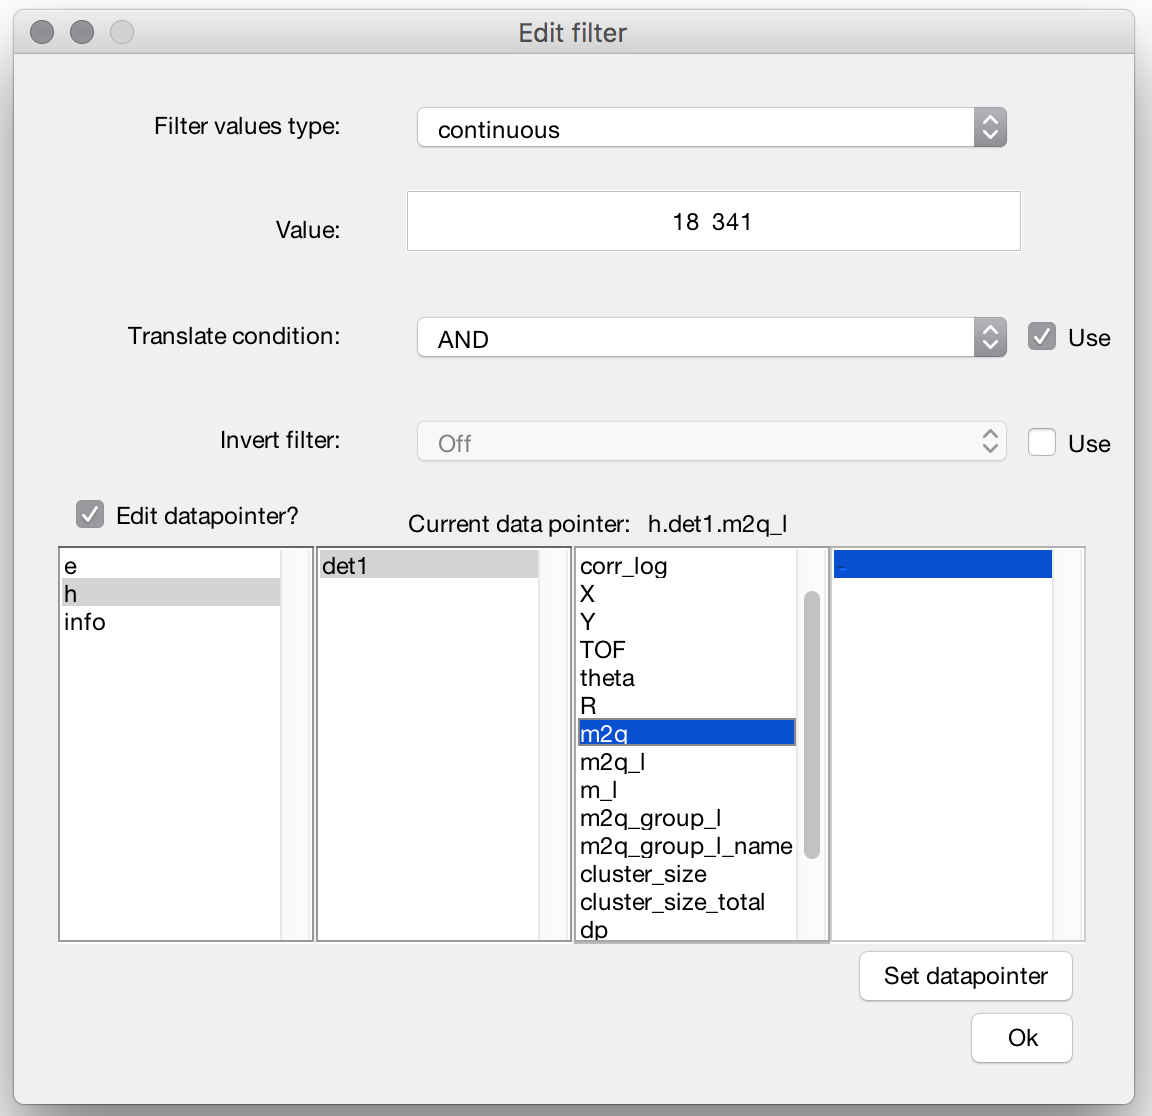 Edit filter
Filter values type:
continuous
Value:
18 341
Translate condition:
AND
Use
Invert filter:
Off
Use
Edit datapointer?
Current data pointer: h.det1.m2q_l
e
h
info
det1
corr_log
X
Y
TOF
theta
R
m2q
m2q_l
m_l
m2q_group_l
m2q_group_l_name
cluster_size
cluster_size_total
dp
-
Set datapointer
Ok